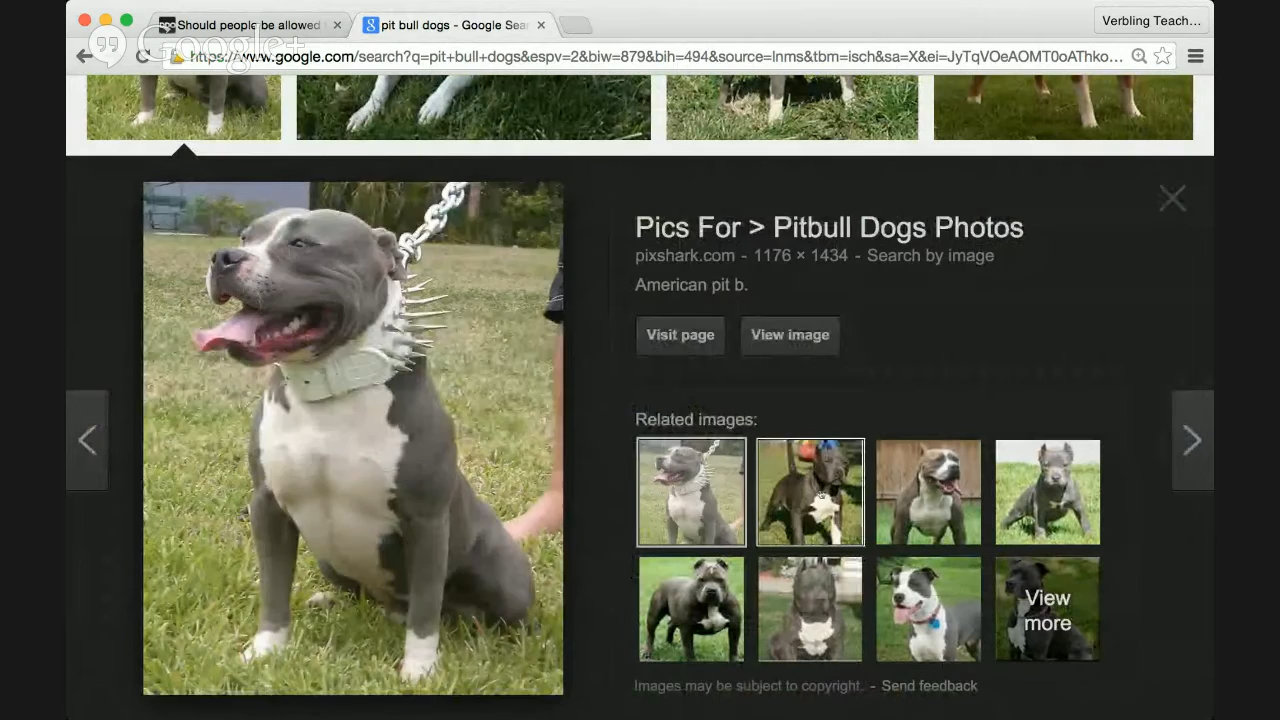 Should people be allowed
pit bull dogs - Google Sear
Verbling Teach...
Google+
https://www.google.com/search?q=pit+bull+dogs&espv=2&biw=879&bih=494&source=lnms&tbm=isch&sa=X&ei=JyTqVOeAOMT0oAThko...
Pics For > Pitbull Dogs Photos
pixshark.com - 1176 × 1434 - Search by image
American pit b.
Visit page
View image
Related images:
View
more
Images may be subject to copyright. - Send feedback